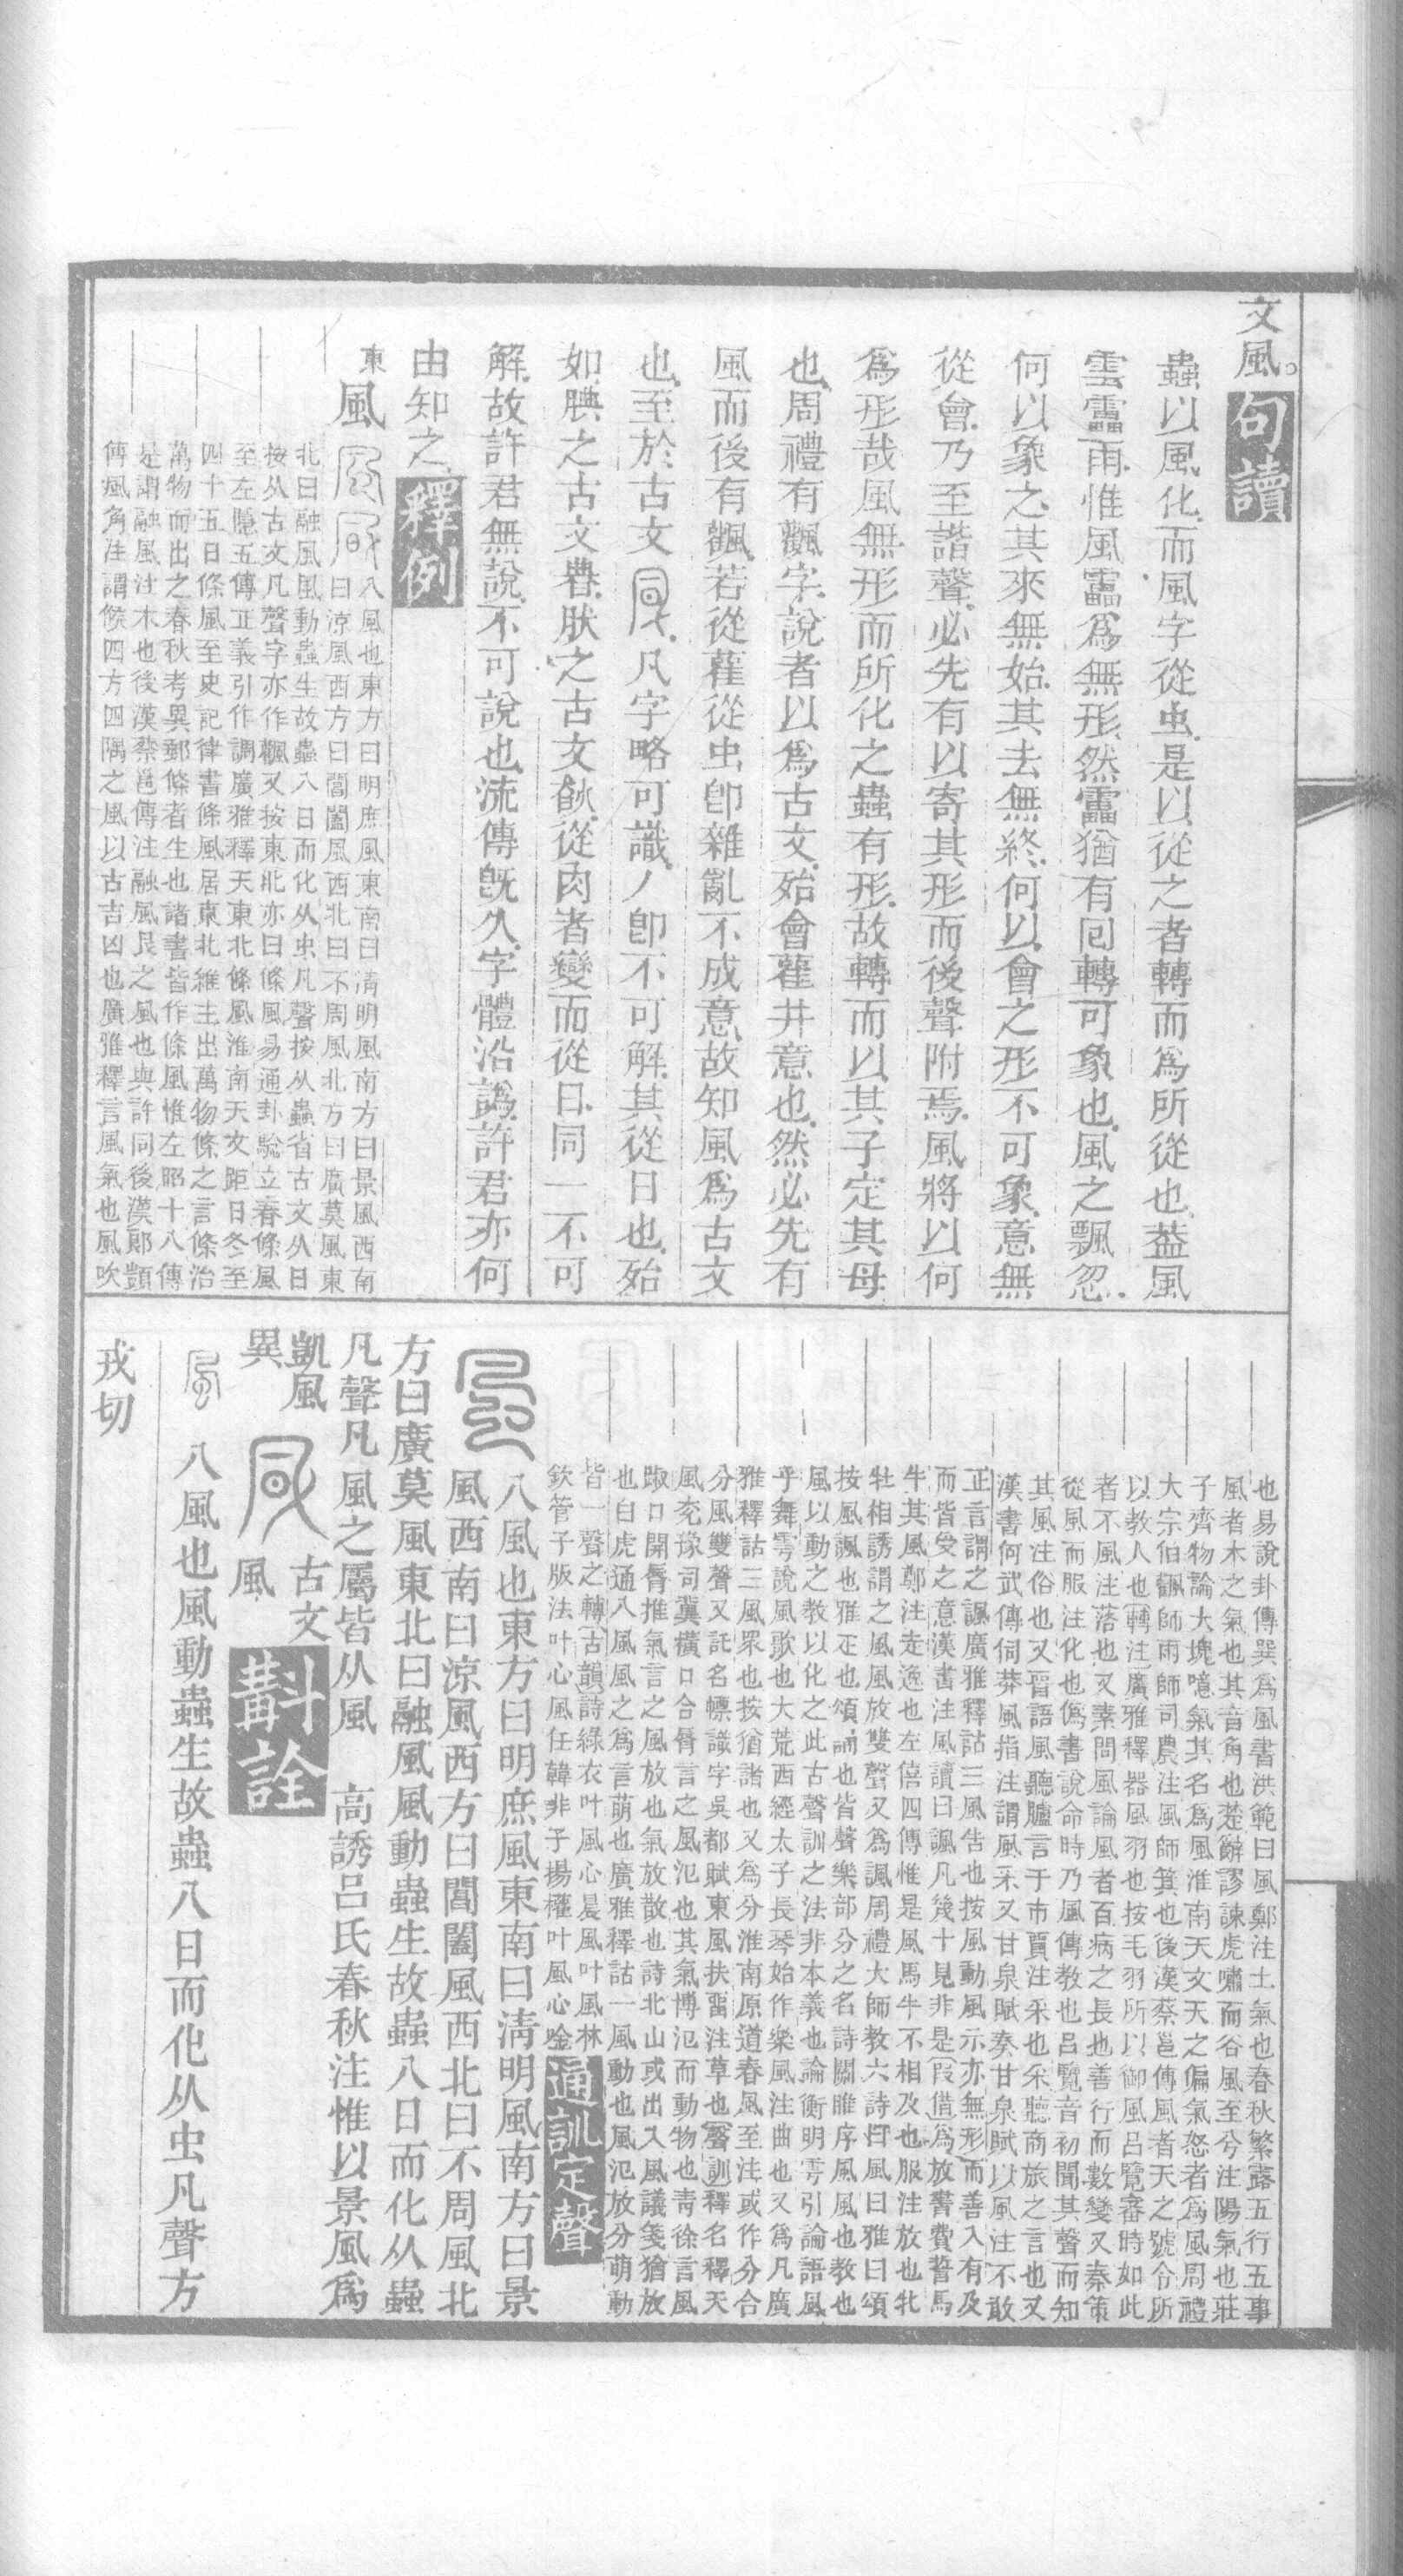 文風。句讀
蟲以風化而風字從虫是以從之者轉而爲所從也葢風
雲靁雨惟風靁爲無形然靁猶有回轉可象也風之飄忽
何以象之其來無始其去無終何以會之形不可象意無
從會乃至諧聲必先有以寄其形而後聲附焉風將以何
爲形哉風無形而所化之蟲有形故轉而以其子定其母
也周禮有飌字說者以爲古文始會雚井意也然必先有
風而後有飌若從雚從虫卽雜亂不成意故知風爲古文
也至於古文凡字略可識丿卽不可解其從日也始
如腆之古文㫩肰之古文從肉者變而從日同一不可
解故許君無說不可說也流傳旣久字體沿譌許君亦何
由知之釋例
東風
八風也東方曰明庶風東南曰淸明風南方曰景風西南
曰涼風西方曰閶闔風西北曰不周風北方曰廣莫風東
北曰融風風動蟲生故蟲八日而化从虫凡聲按从蟲省古文从日
按从古文凡聲字亦作飌又按東北亦曰條風易通卦驗立春條風
至左隱五傳正義引作調廣雅釋天東北條風淮南天文距日冬至
四十五日條風至史記律書條風居東北維主出萬物條之言條治
萬物而出之春秋考異郵條者生也諸書皆作條風惟左昭十八傳
是謂融風注木也後漢蔡邕傳注融風艮之風也與許同後漢郎顗
傳風角注謂候四方四隅之風以占吉凶也廣雅釋言風氣也風吹
也易說卦傳巽爲風書洪範曰風鄭注土氣也春秋繁露五行五事
風者木之氣也其音角也楚辭謬諫虎嘯而谷風至兮注陽氣也莊
子齊物論大塊噫氣其名爲風淮南天文天之偏氣怒者爲風周禮
大宗伯飌師雨師司農注風師箕也後漢蔡邕傳風者天之號令所
以教人也轉注廣雅釋器風羽也按毛羽所以御風呂覽審時如此
者不風注落也又素問風論風者百病之長也善行而數變又秦策
從風而服注化也僞書說命時乃風傳教也呂覽音初聞其聲而知
其風注俗也又晉語風聽臚言于市賈注采也采聽商旅之言也又
漢書何武傳伺莽風指注謂風采又甘泉賦奏甘泉賦以風注不敢
正言謂之諷廣雅釋詁三風告也按風動風示亦無形而善入有及
而皆受之意漢書注風讀曰諷凡幾十見非是假借爲放書費誓馬
牛其風鄭注走逸也左僖四傳惟是風馬牛不相及也服注放也牝
牡相誘謂之風風放雙聲又爲諷周禮大師教六詩曰風曰雅曰頌
按風諷也雅正也頌誦也皆聲樂部分之名詩關雎序風風也教也
風以動之教以化之此古聲訓之法非本義也論衡明雩引論語風
乎舞雩說風歌也大荒西經太子長琴始作樂風注曲也又爲凡廣
雅釋詁三風眾也按猶諸也又爲分淮南原道春風至注或作分合
分風雙聲又託名幖識字吳都賦東風扶畱注草也聲訓釋名釋天
風兗豫司冀橫口合脣言之風氾也其氣博氾而動物也靑徐言風
踧口開脣推氣言之風放也氣放散也詩北山或出入風議箋猶放
也白虎通八風風之爲言萌也廣雅釋詁一風動也風氾放分萌動
皆一聲之轉古韻詩綠衣叶風心晨風叶風林
欽管子版法叶心風任韓非子揚權叶風心唫通訓定聲
八風也東方曰明庶風東南曰淸明風南方曰景
風西南曰涼風西方曰閶闔風西北曰不周風北
方曰廣莫風東北曰融風風動蟲生故蟲八日而化从蟲
凡聲凡風之屬皆从風 高誘呂氏春秋注惟以景風爲
凱風
異
古文
風斠詮
八風也風動蟲生故蟲八日而化从虫凡聲方
戎切